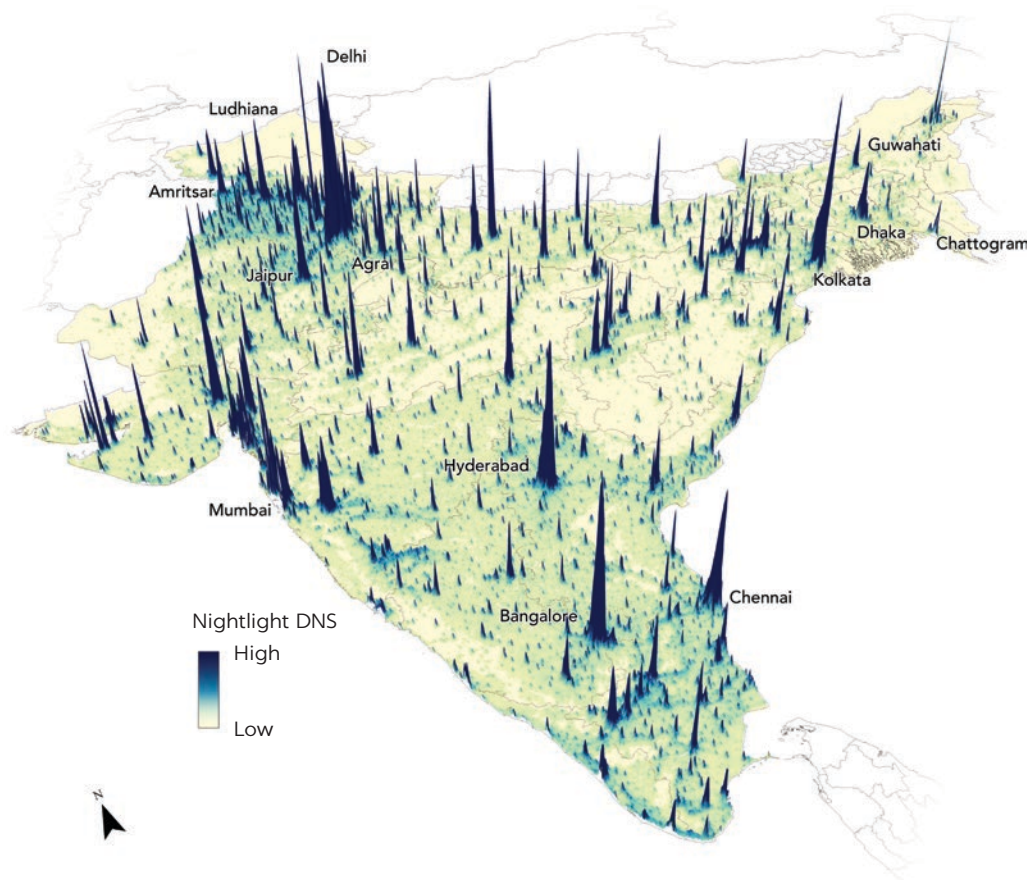 Delhi
Ludhiana
Guwahati
Amritsar
Dhaka
Chattogram
Agra
Jaipur
Kolkata
Hyderabad
Mumbai
Chennai
Bangalore
Nightlight DNS
High
Low
N